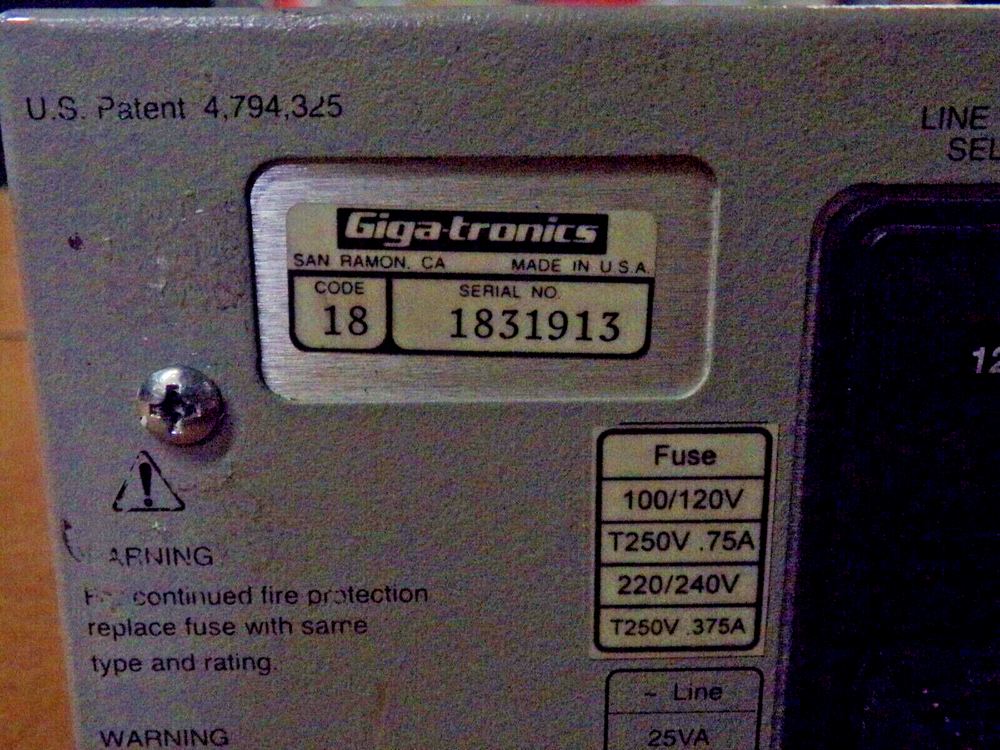 U.S. Patent 4,794,325
LINE
SEL
Giga-tronics
SAN RAMON, CA MADE IN U.S.A.
CODE SERIAL NO.
18 1831913
12
Fuse
100/120V
T250V .75A
220/240V
T250V .375A
~ Line
25VA
ARNING
continued fire protection
replace fuse with same
type and rating.
WARNING